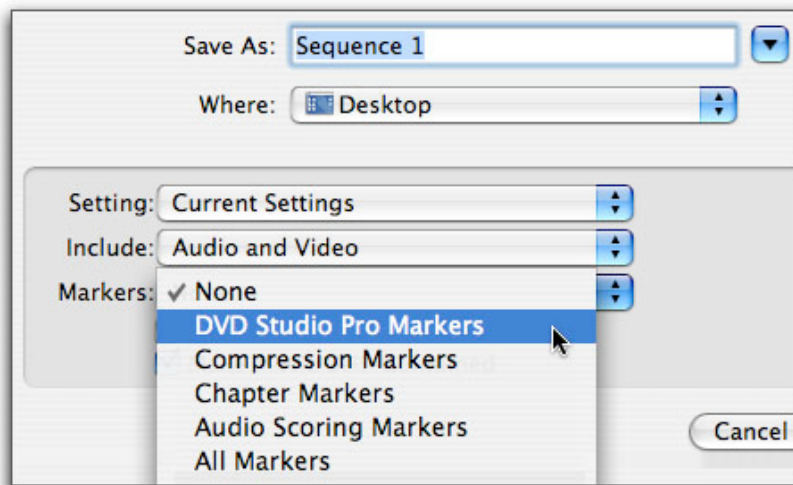 Save As: Sequence 1
Where: Desktop
Setting: Current Settings
Include: Audio and Video
Markers: ✓ None
DVD Studio Pro Markers
Compression Markers
Chapter Markers
Audio Scoring Markers
All Markers
Cancel